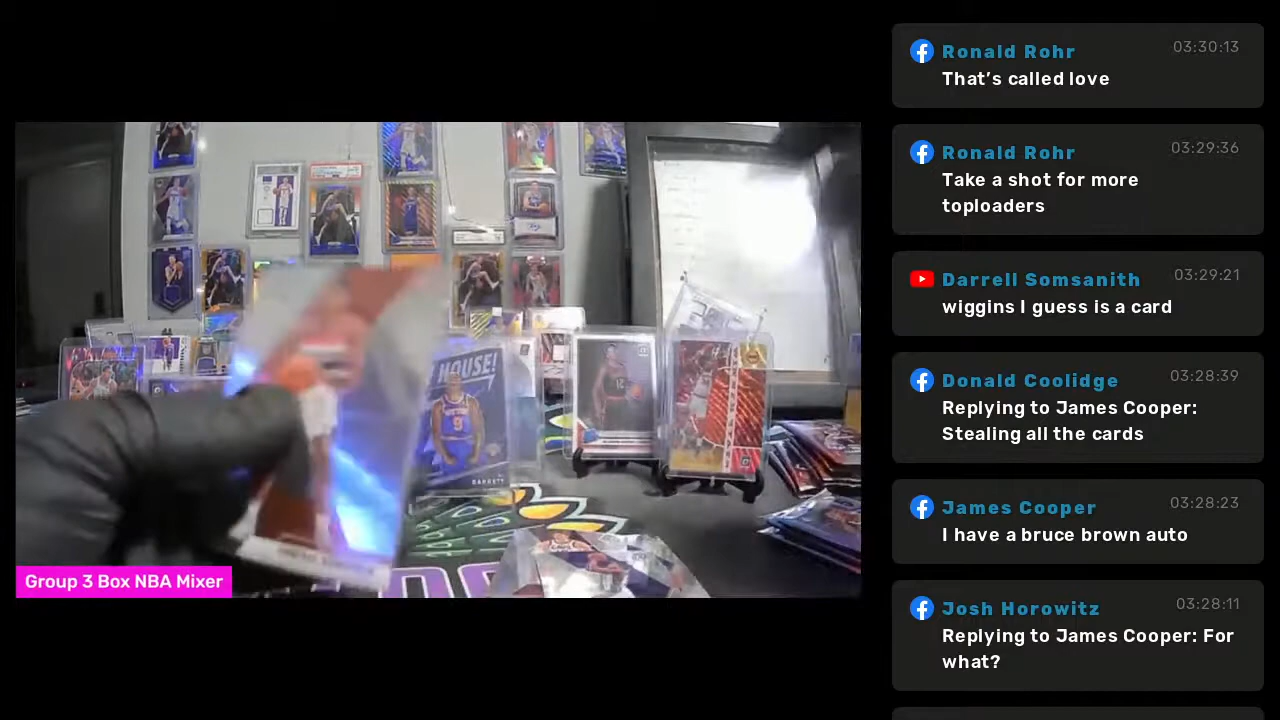 Ronald Rohr 03:30:13
That's called love
Ronald Rohr 03:29:36
Take a shot for more
toploaders
Darrell Somsanith 03:29:21
wiggins I guess is a card
Donald Coolidge 03:28:39
Replying to James Cooper:
Stealing all the cards
James Cooper 03:28:23
I have a bruce brown auto
Josh Horowitz 03:28:11
Replying to James Cooper: For
what?
HOUSE!
9
BARRETT
Group 3 Box NBA Mixer